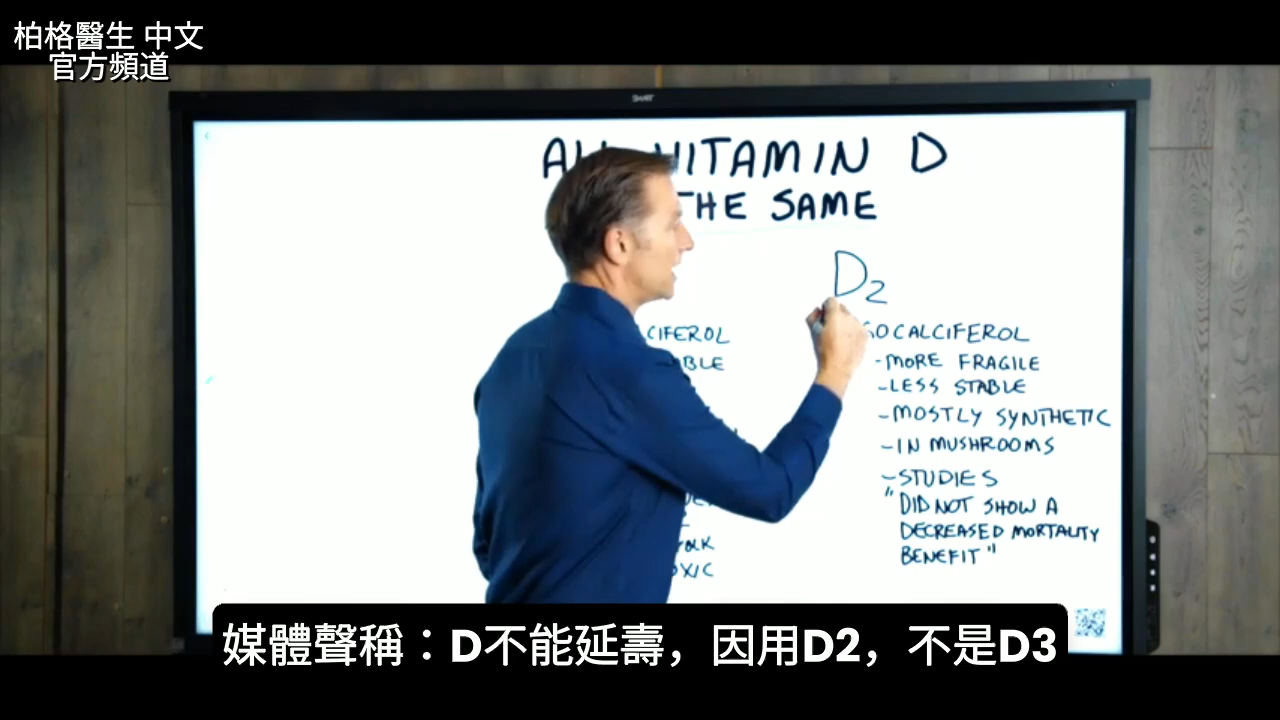 柏格醫生 中文
官方頻道
SMART
VITAMIN D
THE SAME
D2
MORE FRAGILE
-LESS STABLE
-MOSTLY SYNTHETIC
-IN MUSHROOMS
-STUDIES
"DID NOT SHOW A
DECREASED MORTALITY
BENEFIT"
媒體聲稱：D不能延壽，因用D2，不是D3